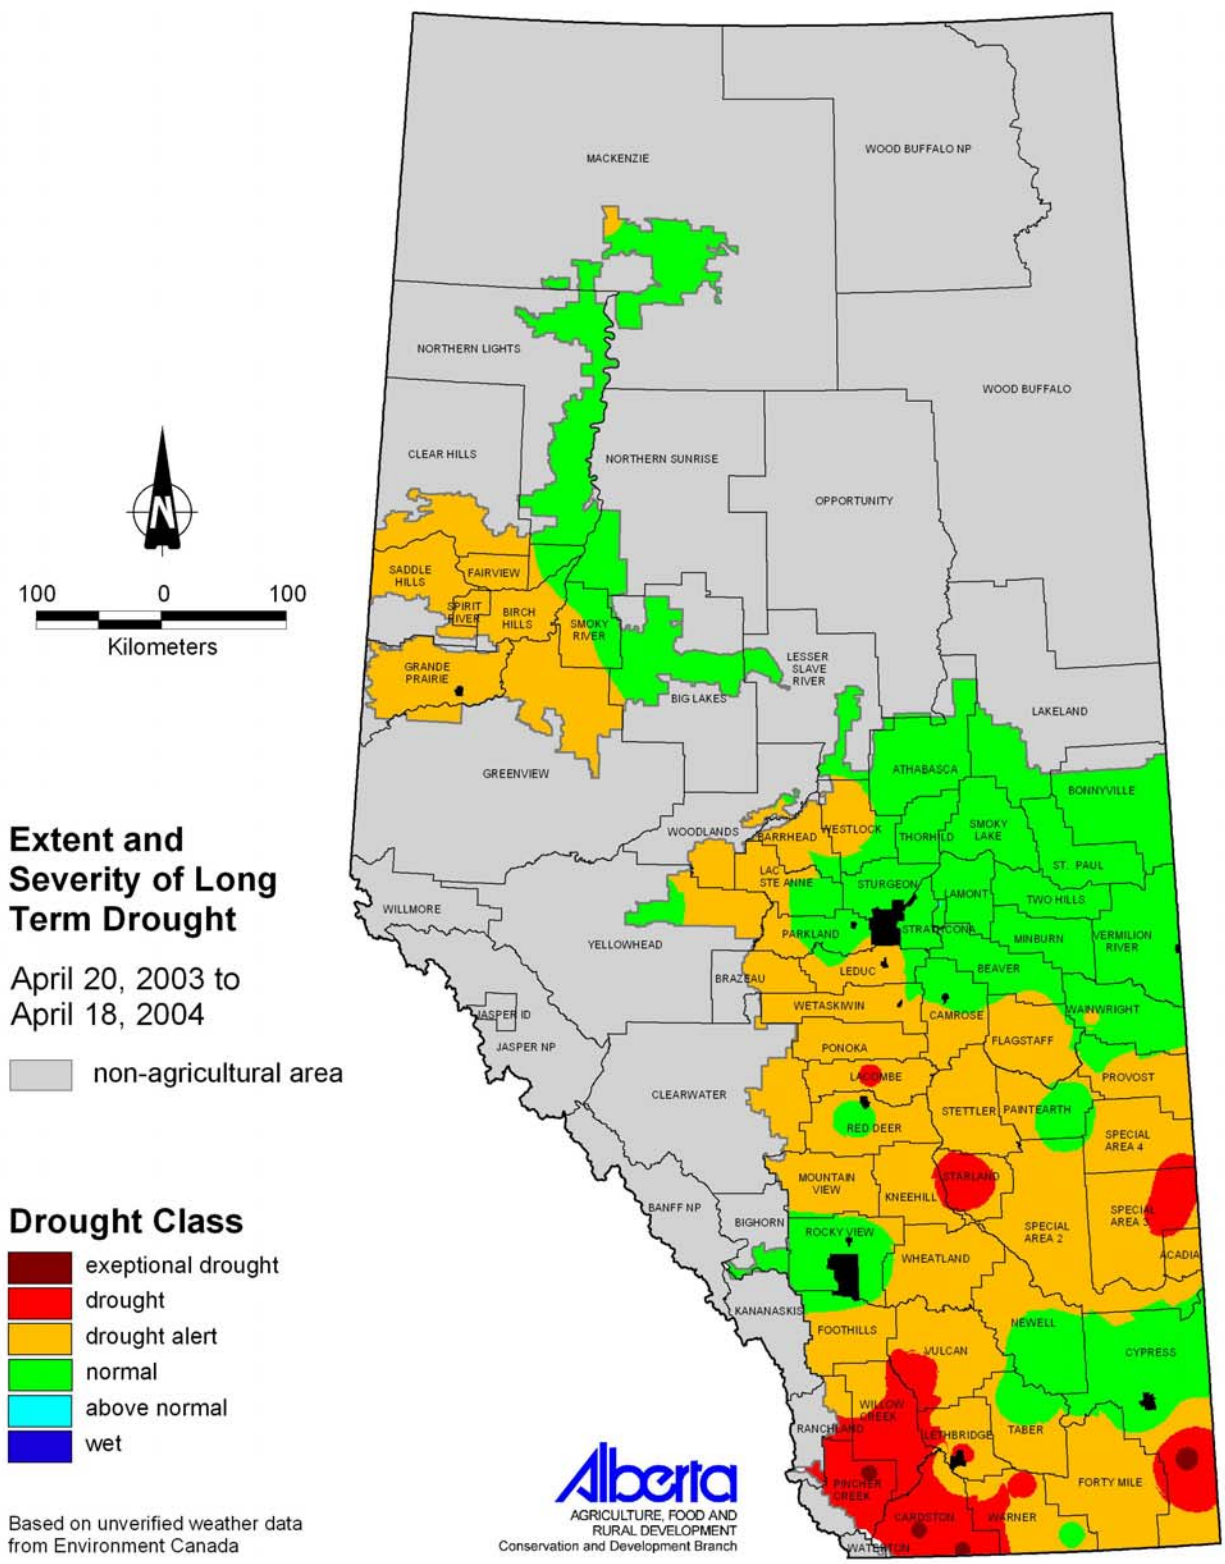 MACKENZIE
WOOD BUFFALO NP
NORTHERN LIGHTS
WOOD BUFFALO
CLEAR HILLS
NORTHERN SUNRISE
OPPORTUNITY
SADDLE
HILLS
FAIRVIEW
SPIRIT
RIVER
BIRCH
HILLS
SMOKY
RIVER
GRANDE
PRAIRIE
LESSER
SLAVE
RIVER
BIG LAKES
LAKELAND
GREENVIEW
ATHABASCA
BONNYVILLE
WOODLANDS
BARRHEAD
WESTLOCK
THORHILD
SMOKY
LAKE
ST. PAUL
LAC
STE ANNE
STURGEON
LAMONT
TWO HILLS
WILLMORE
YELLOWHEAD
PARKLAND
STRATHCONA
MINBURN
VERMILION
RIVER
BRAZEAU
LEDUC
BEAVER
WETASKIWIN
CAMROSE
WAINWRIGHT
JASPER ID
JASPER NP
PONOKA
FLAGSTAFF
CLEARWATER
LACOMBE
PROVOST
RED DEER
STETTLER
PAINTEARTH
SPECIAL
AREA 4
MOUNTAIN
VIEW
KNEEHILL
STARLAND
BANFF NP
BIGHORN
ROCKY VIEW
SPECIAL
AREA 2
SPECIAL
AREA 3
WHEATLAND
ACADIA
KANANASKIS
FOOTHILLS
VULCAN
NEWELL
CYPRESS
WILLOW
CREEK
RANCHLAND
LETHBRIDGE
TABER
PINCHER
CREEK
FORTY MILE
CARDSTON
WARNER
WATERTON
N
100 0 100
Kilometers
Extent and
Severity of Long
Term Drought
April 20, 2003 to
April 18, 2004
non-agricultural area
Drought Class
exeptional drought
drought
drought alert
normal
above normal
wet
Based on unverified weather data
from Environment Canada
Alberta
AGRICULTURE, FOOD AND
RURAL DEVELOPMENT
Conservation and Development Branch